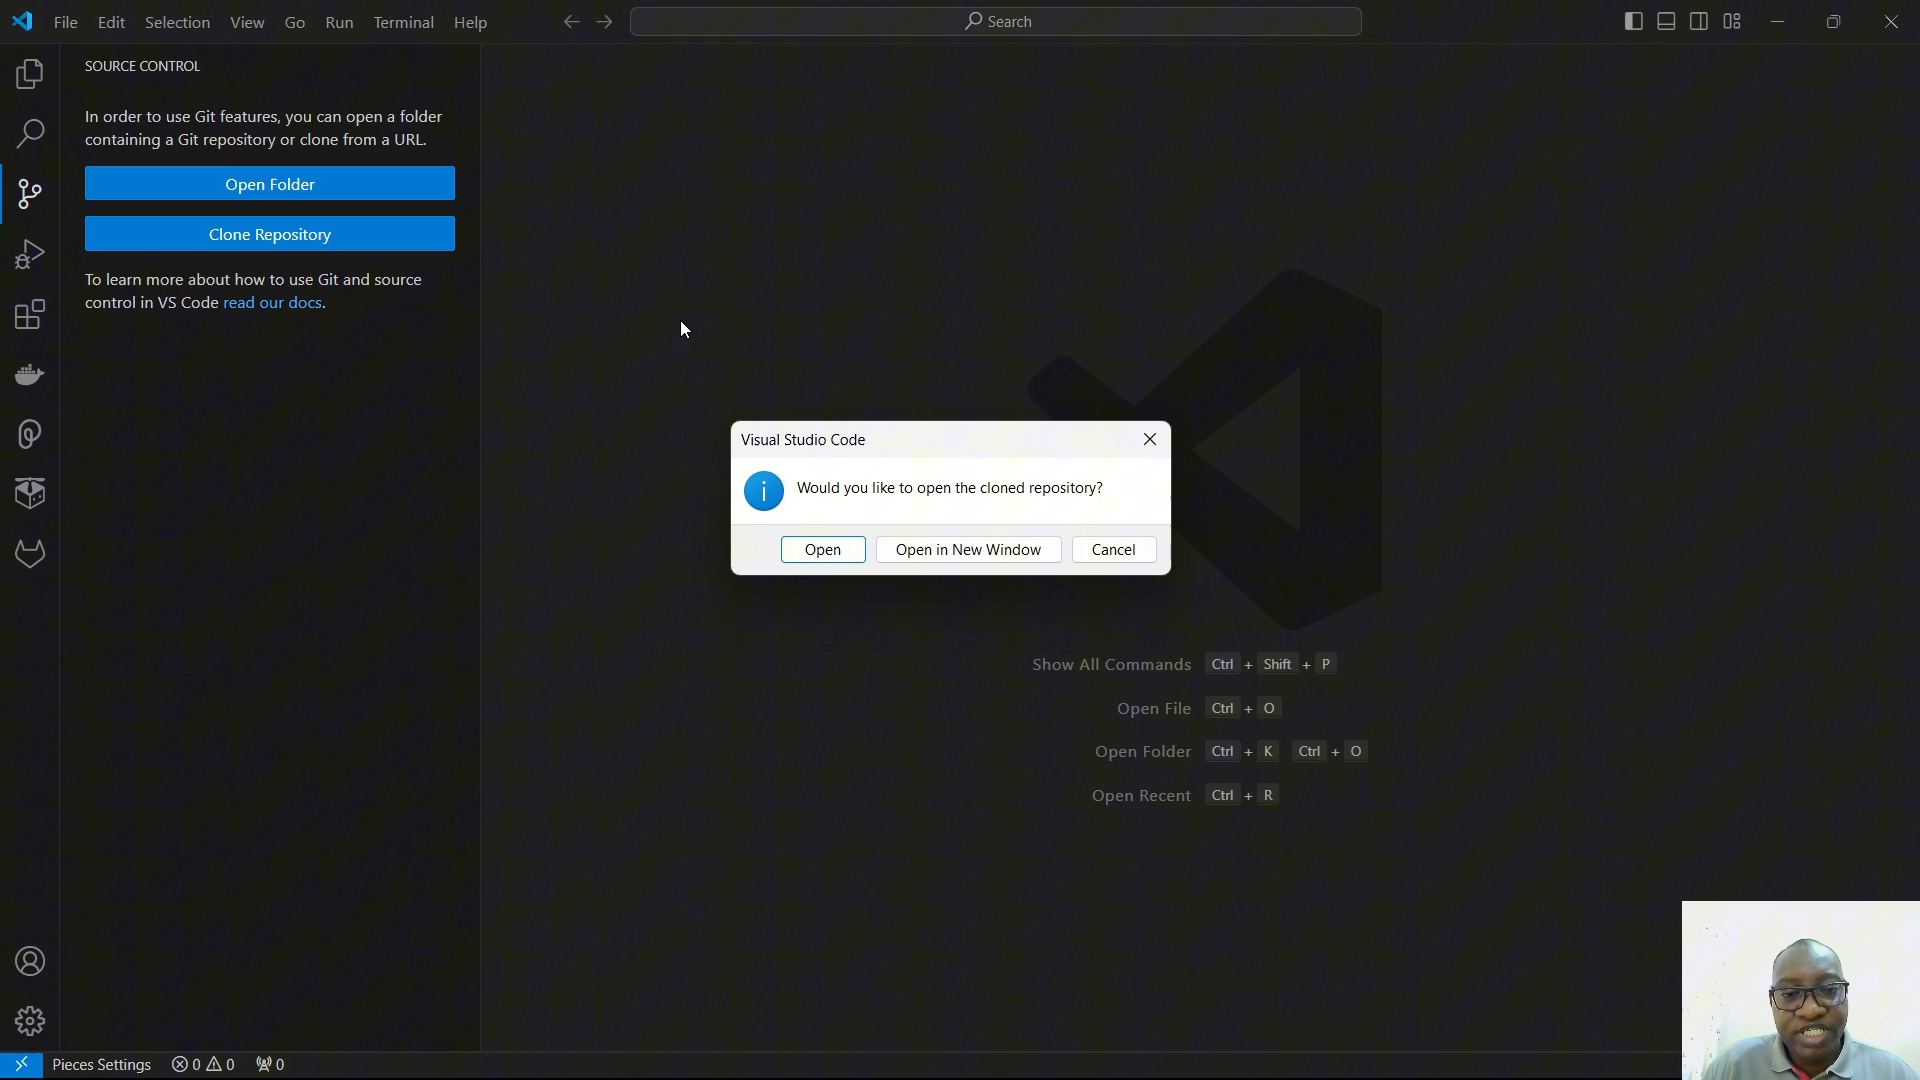 File Edit Selection View Go Run Terminal Help
Search
SOURCE CONTROL
In order to use Git features, you can open a folder
containing a Git repository or clone from a URL.
Open Folder
Clone Repository
To learn more about how to use Git and source
control in VS Code read our docs.
Visual Studio Code
Would you like to open the cloned repository?
Open Open in New Window Cancel
Show All Commands Ctrl + Shift + P
Open File Ctrl + O
Open Folder Ctrl + K Ctrl + O
Open Recent Ctrl + R
Pieces Settings 0 0 0